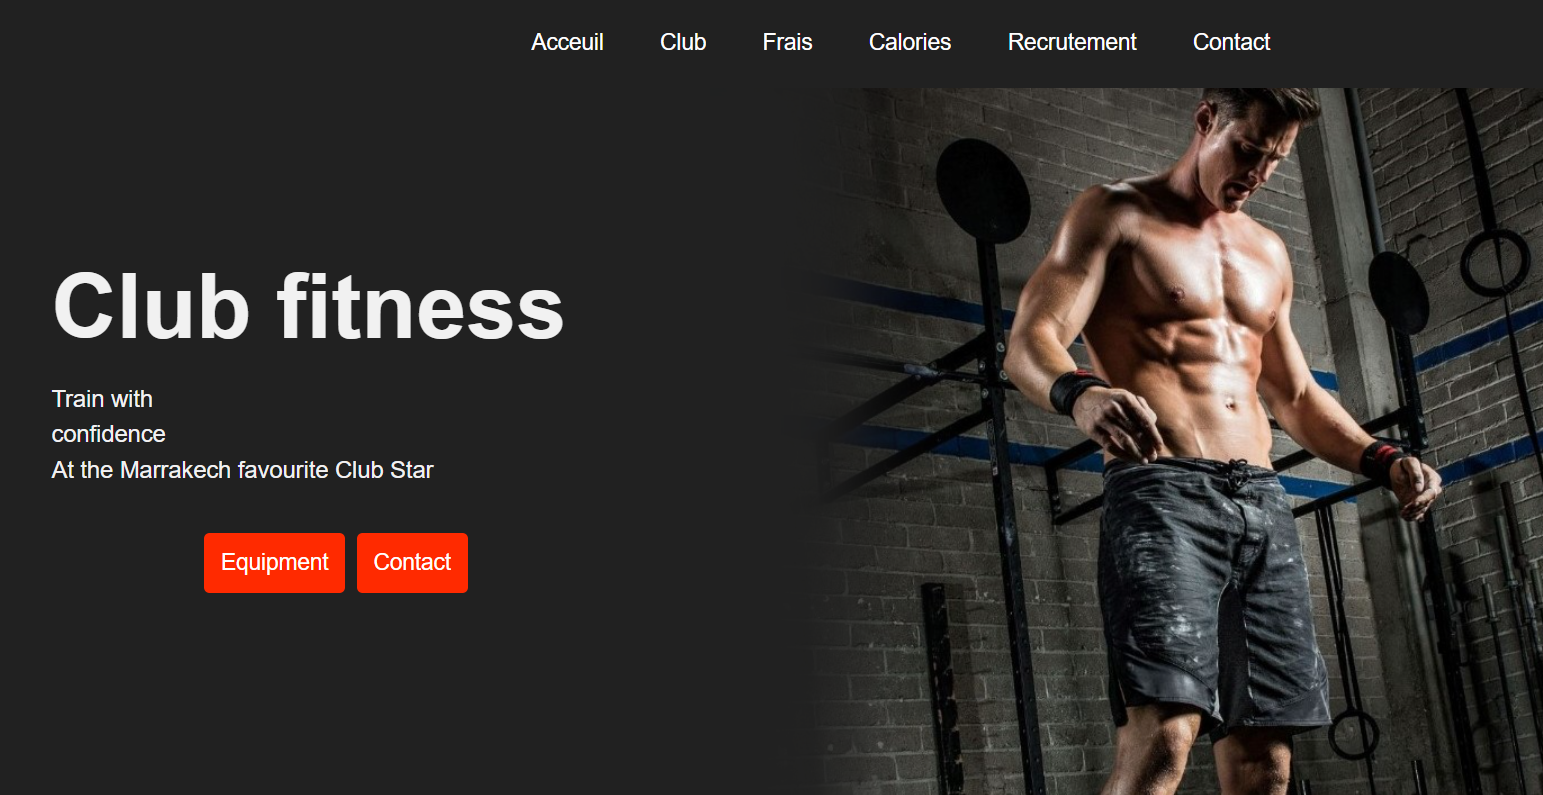 Acceuil Club Frais Calories Recrutement Contact
Club fitness
Train with
confidence
At the Marrakech favourite Club Star
Equipment Contact